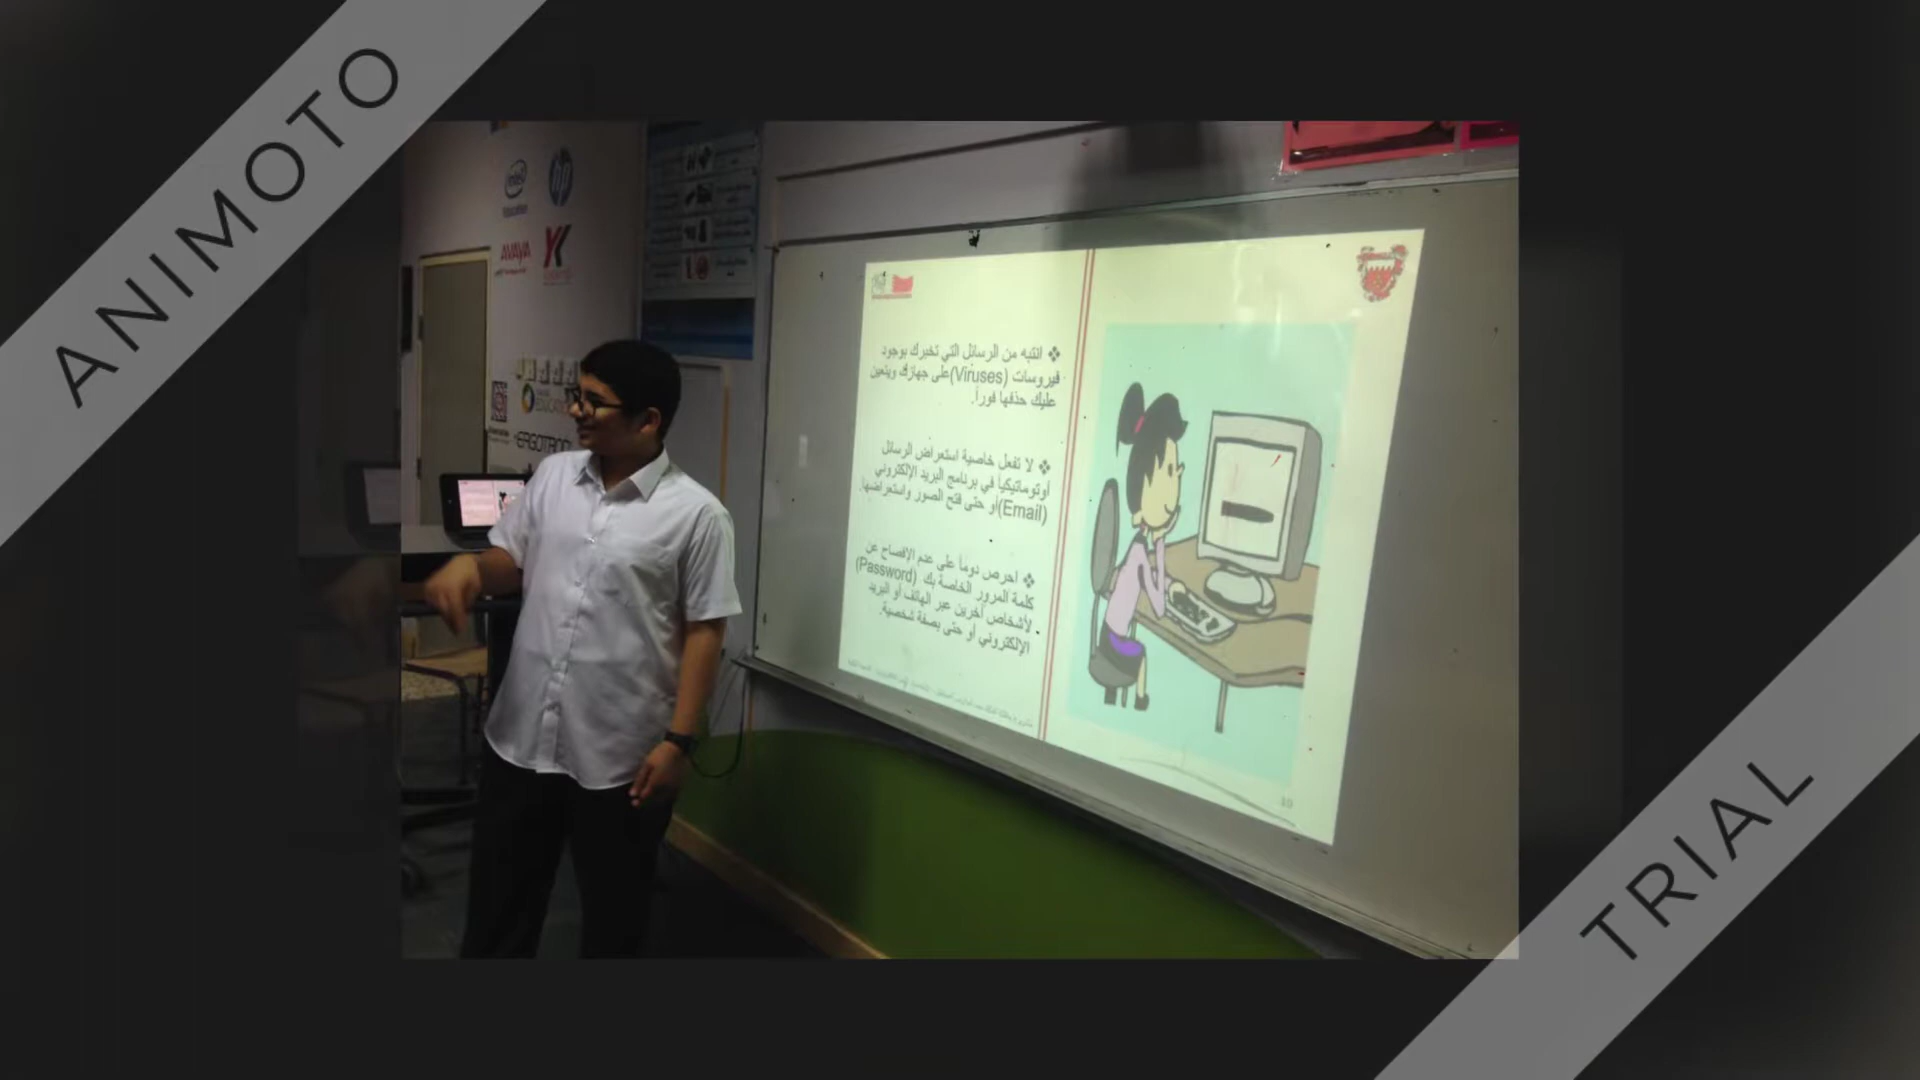 ANIMOTO
intel
hp
AVAYA
YK
EDUCATION
ERGOTRON
❖ انتبه من الرسائل التي تخبرك بوجود
فيروسات (Viruses)على جهازك ويتعين
عليك حذفها فوراً.
❖ لا تفعل خاصية استعراض الرسائل
أوتوماتيكياً في برنامج البريد الإلكتروني
(Email)أو حتى فتح الصور واستعراضها.
❖ احرص دوماً على عدم الإفصاح عن
كلمة المرور الخاصة بك (Password)
لأشخاص آخرين عبر الهاتف أو البريد
الإلكتروني أو حتى بصفة شخصية.
10
TRIAL